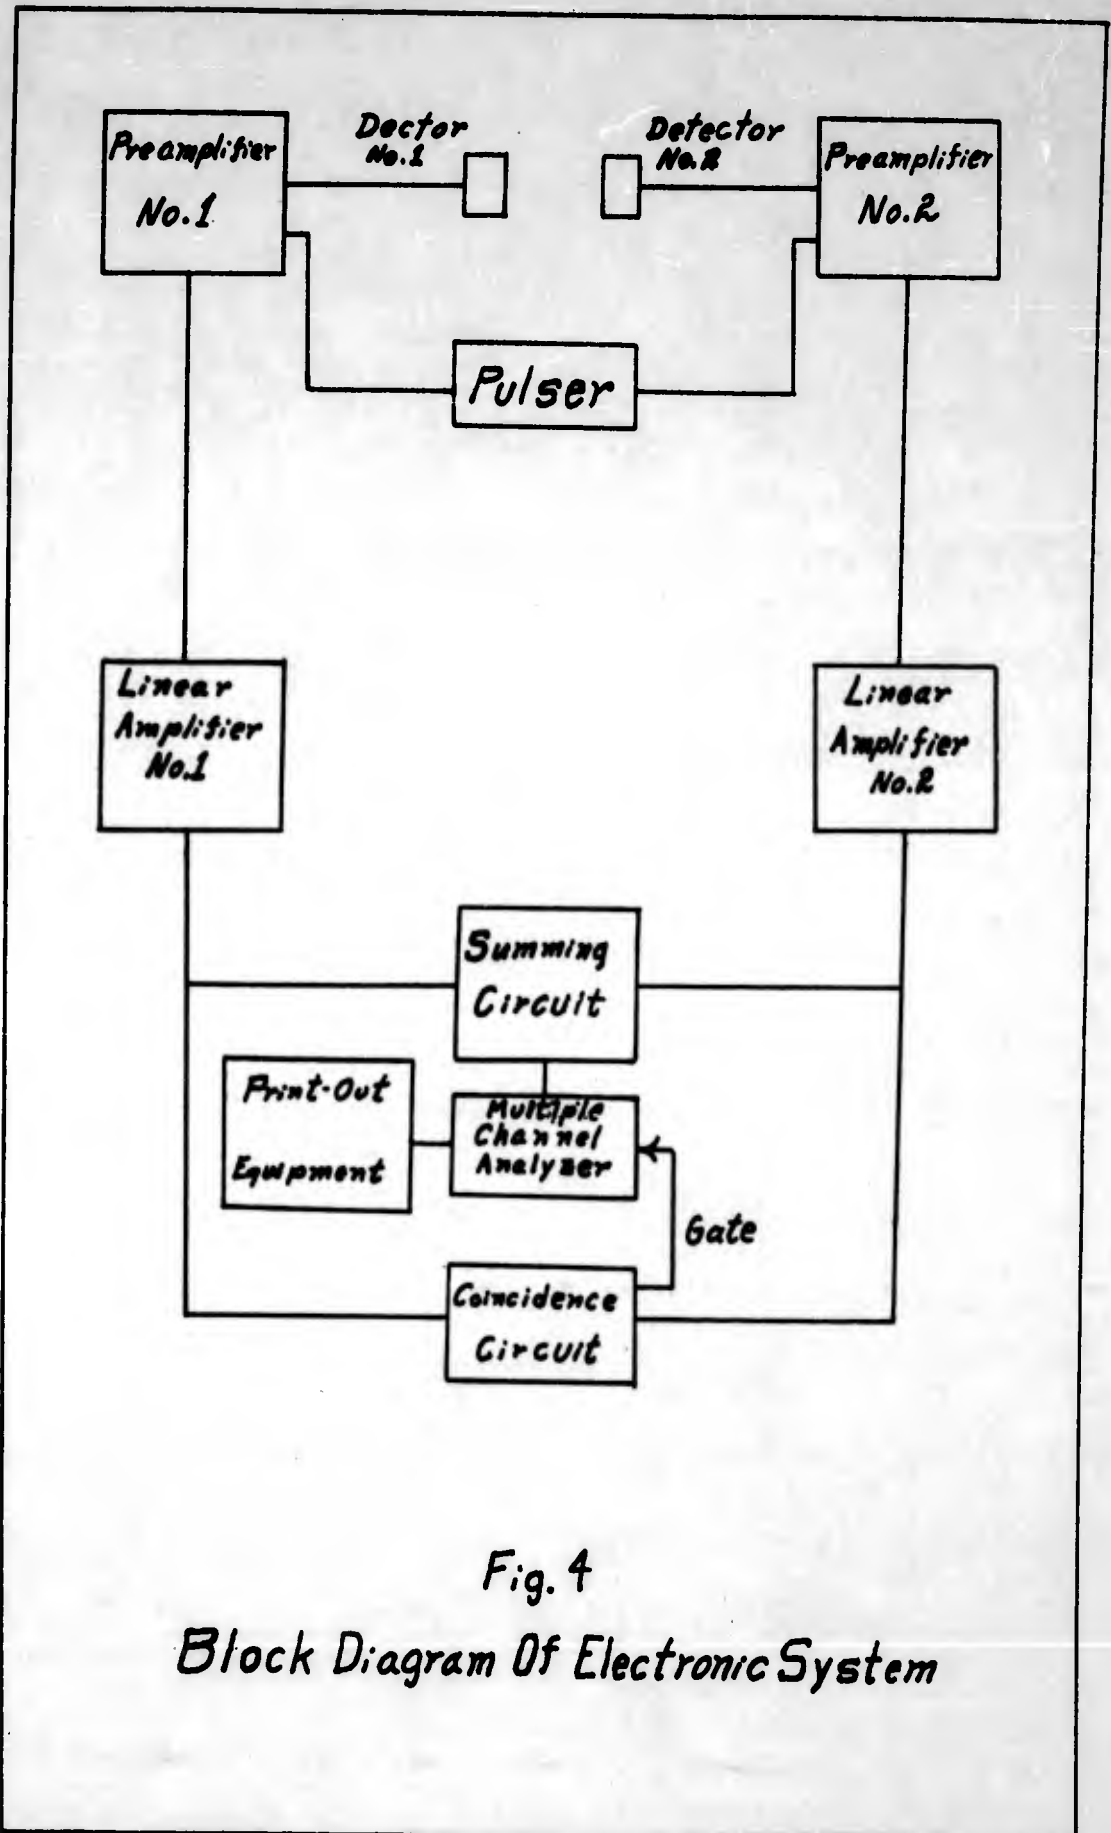 Preamplifier
No.1
Dector
No.1
Detector
No.2
Preamplifier
No.2
Pulser
Linear
Amplifier
No.1
Linear
Amplifier
No.2
Summing
Circuit
Print-Out
Equipment
Multiple
Channel
Analyzer
Gate
Coincidence
Circuit
Fig. 4
Block Diagram Of Electronic System